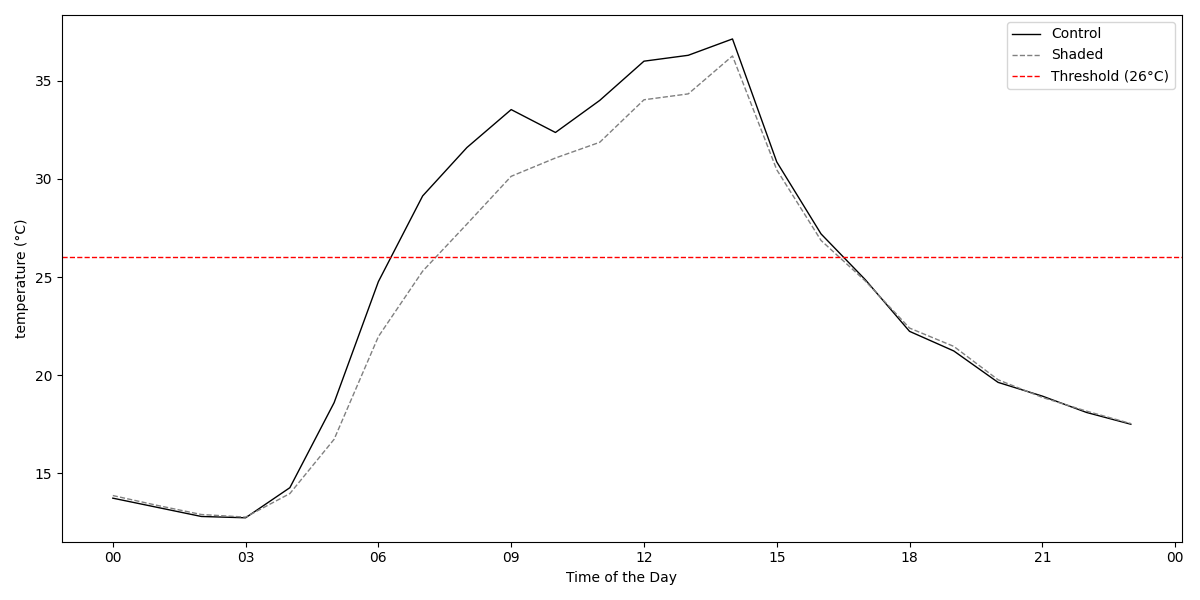 Control
Shaded
Threshold (26°C)
temperature (°C)
35
30
25
20
15
00 03 06 09 12 15 18 21 00
Time of the Day